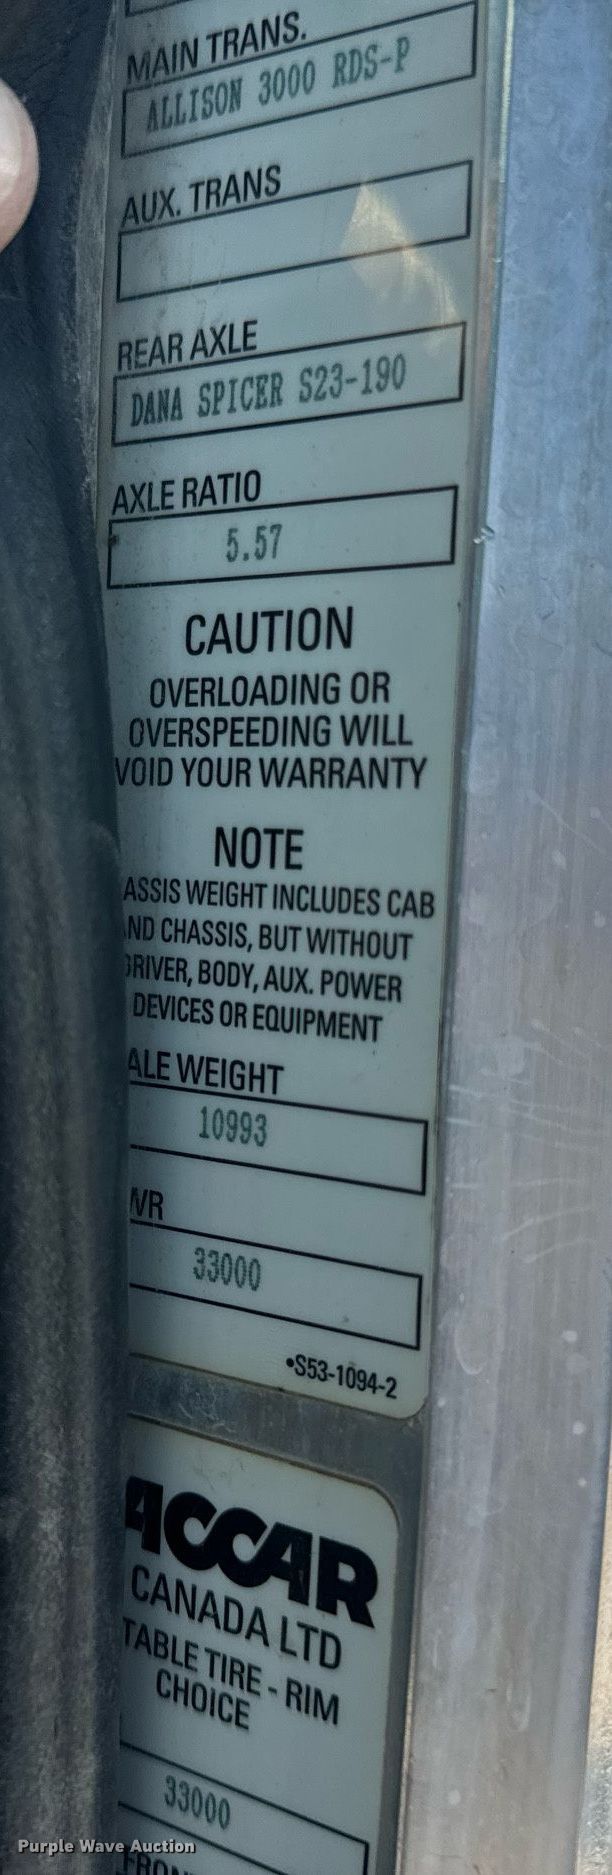 MAIN TRANS.
ALLISON 3000 RDS-P
AUX. TRANS
REAR AXLE
DANA SPICER S23-190
AXLE RATIO
5.57
CAUTION
OVERLOADING OR
OVERSPEEDING WILL
VOID YOUR WARRANTY
NOTE
ASSIS WEIGHT INCLUDES CAB
ND CHASSIS, BUT WITHOUT
DRIVER, BODY, AUX. POWER
DEVICES OR EQUIPMENT
ALE WEIGHT
10993
WR
33000
•S53-1094-2
ACCAR
CANADA LTD
TABLE TIRE - RIM
CHOICE
33000
FRON
Purple Wave Auction